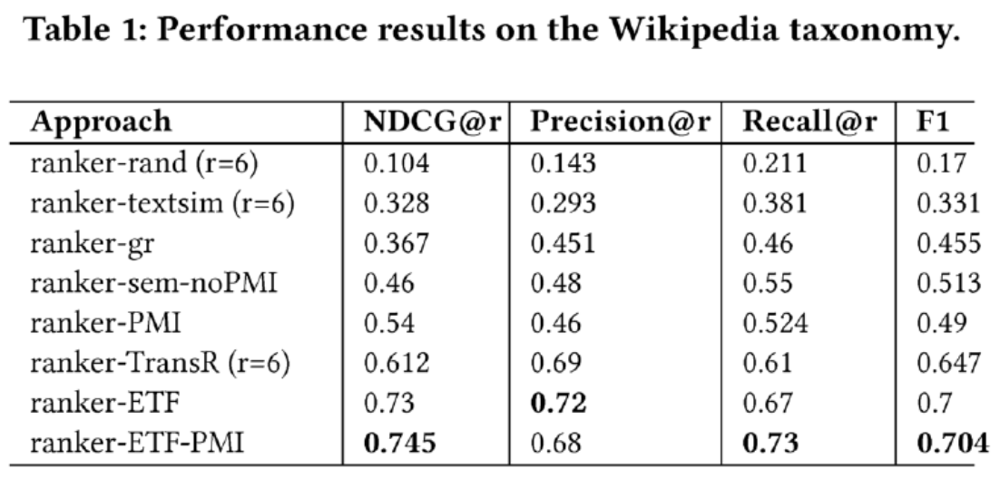 Table 1: Performance results on the Wikipedia taxonomy.
Approach NDCG@r Precision@r Recall@r F1
ranker-rand (r=6) 0.104 0.143 0.211 0.17
ranker-textsim (r=6) 0.328 0.293 0.381 0.331
ranker-gr 0.367 0.451 0.46 0.455
ranker-sem-noPMI 0.46 0.48 0.55 0.513
ranker-PMI 0.54 0.46 0.524 0.49
ranker-TransR (r=6) 0.612 0.69 0.61 0.647
ranker-ETF 0.73 0.72 0.67 0.7
ranker-ETF-PMI 0.745 0.68 0.73 0.704